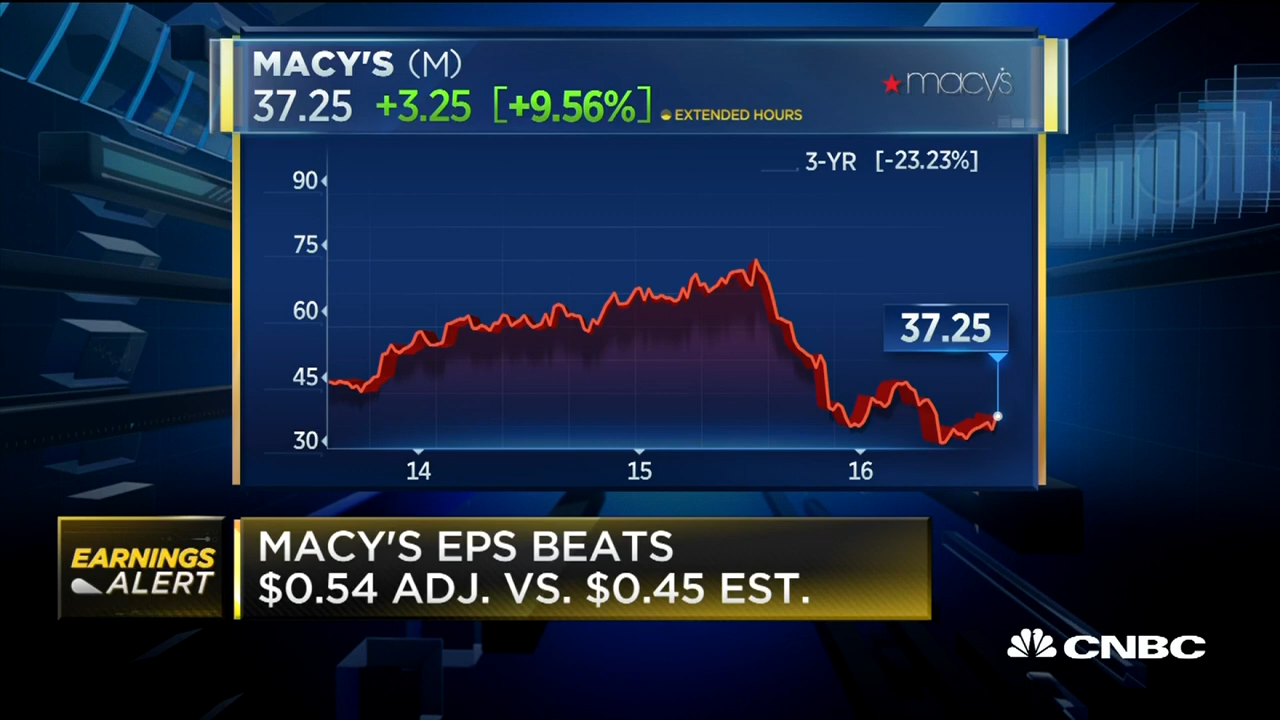 MACY'S (M)
37.25 +3.25 [+9.56%] EXTENDED HOURS
macy's
3-YR [-23.23%]
90
75
60
45
30
37.25
14 15 16
EARNINGS
ALERT
MACY'S EPS BEATS
$0.54 ADJ. VS. $0.45 EST.
CNBC